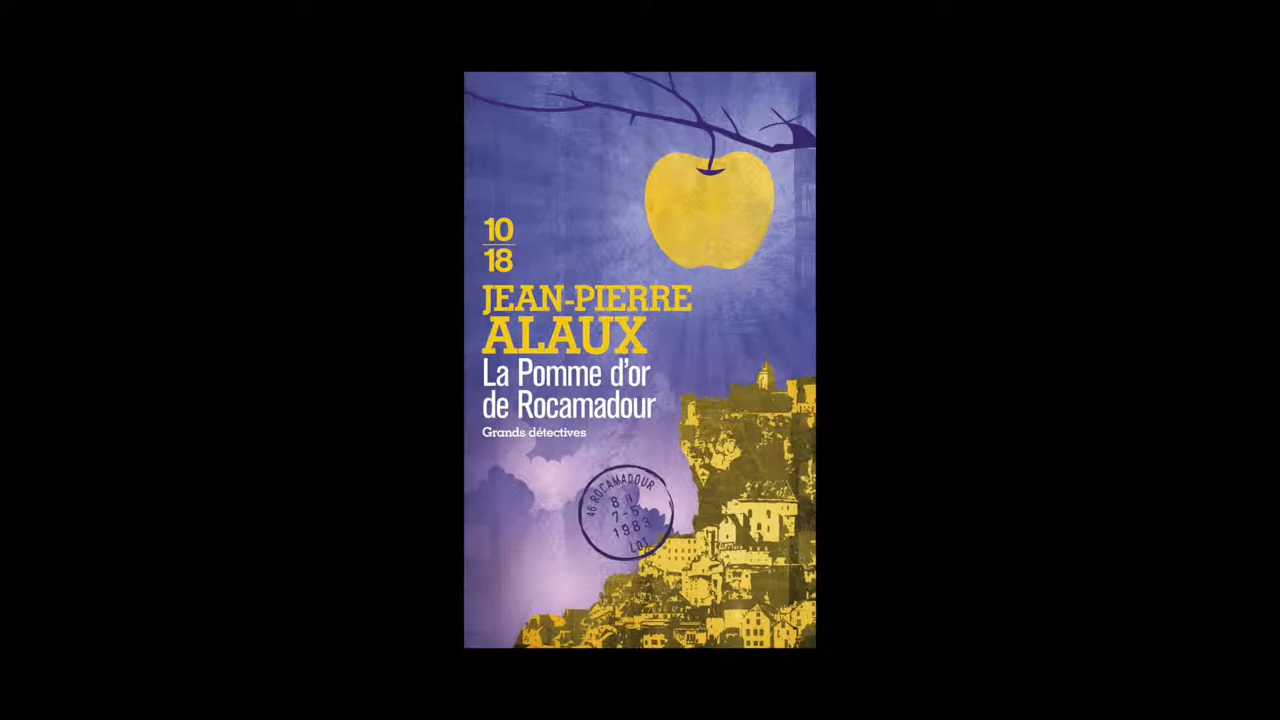 10
18
JEAN-PIERRE
ALAUX
La Pomme d'or
de Rocamadour
Grands détectives
46 ROCAMADOUR
8 H
7-5
1983
LOT